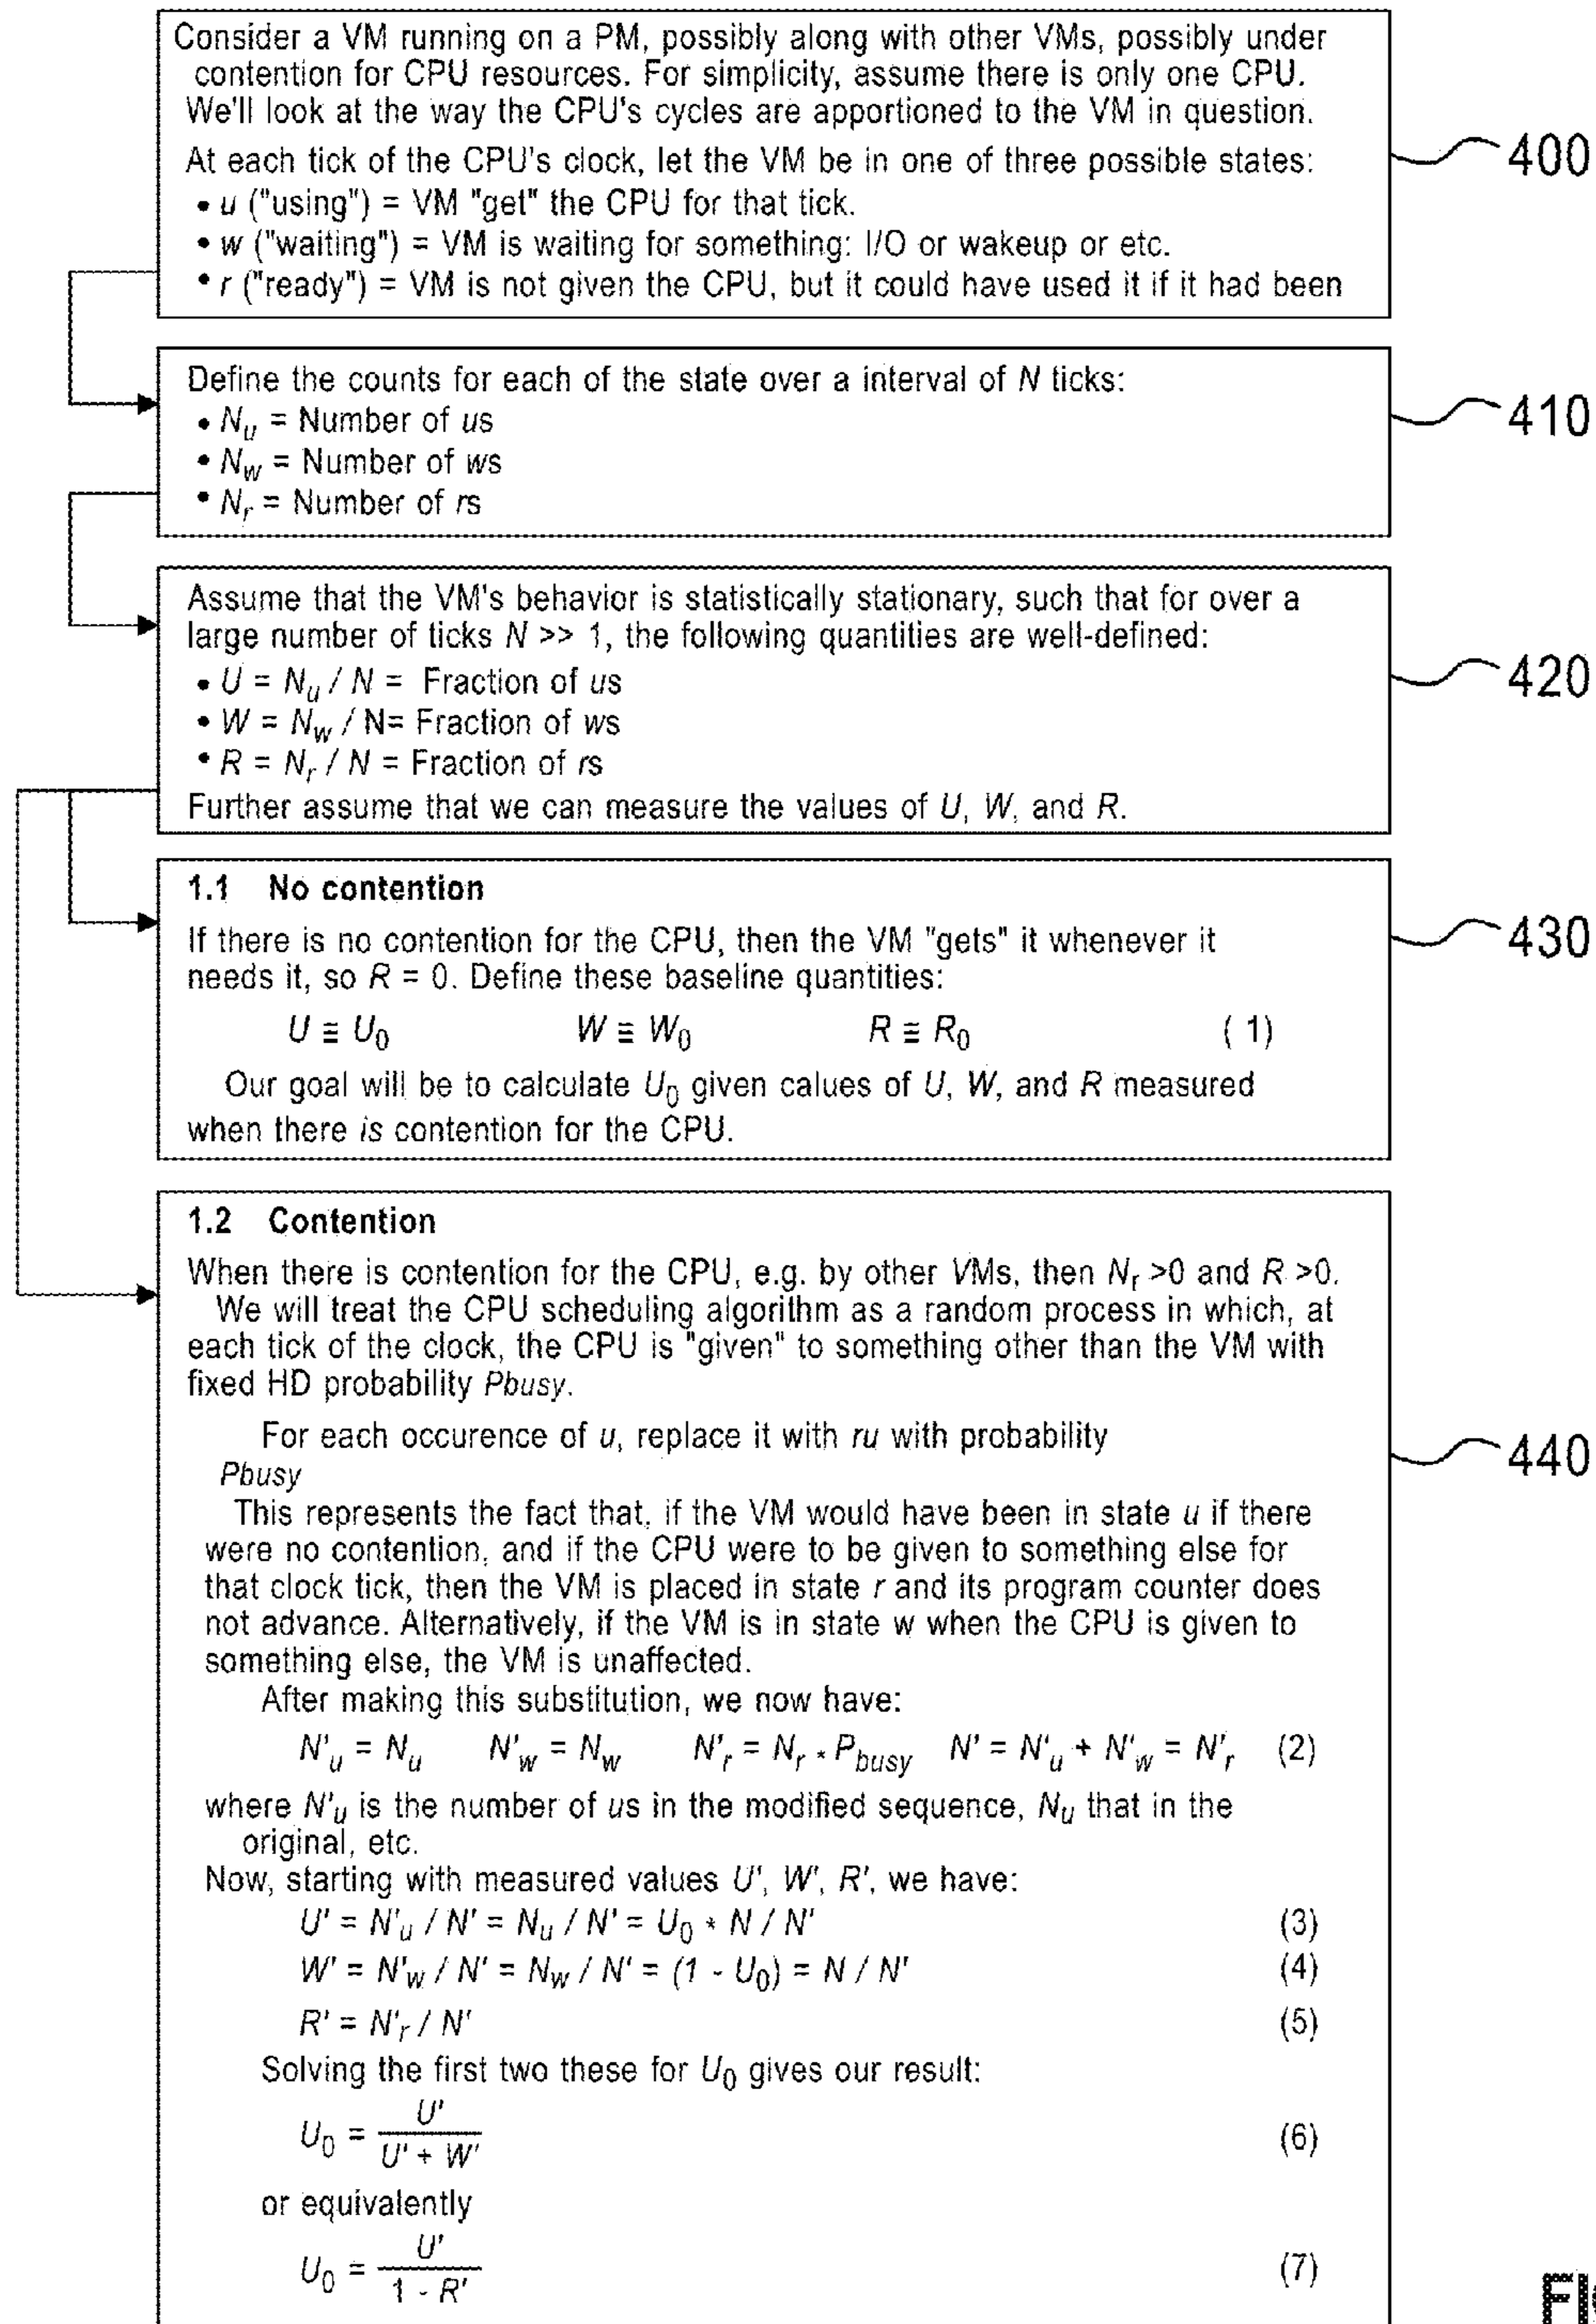 Consider a VM running on a PM, possibly along with other VMs, possibly under
contention for CPU resources. For simplicity, assume there is only one CPU.
We'll look at the way the CPU's cycles are apportioned to the VM in question.
At each tick of the CPU's clock, let the VM be in one of three possible states:
• u ("using") = VM "get" the CPU for that tick.
• w ("waiting") = VM is waiting for something: I/O or wakeup or etc.
• r ("ready") = VM is not given the CPU, but it could have used it if it had been
400
Define the counts for each of the state over a interval of N ticks:
• N_u = Number of us
• N_w = Number of ws
• N_r = Number of rs
410
Assume that the VM's behavior is statistically stationary, such that for over a
large number of ticks N >> 1, the following quantities are well-defined:
• U = N_u / N = Fraction of us
• W = N_w / N= Fraction of ws
• R = N_r / N = Fraction of rs
Further assume that we can measure the values of U, W, and R.
420
1.1 No contention
If there is no contention for the CPU, then the VM "gets" it whenever it
needs it, so R = 0. Define these baseline quantities:
U ≡ U_0 W ≡ W_0 R ≡ R_0 ( 1)
Our goal will be to calculate U_0 given calues of U, W, and R measured
when there is contention for the CPU.
430
1.2 Contention
When there is contention for the CPU, e.g. by other VMs, then N_r >0 and R >0.
We will treat the CPU scheduling algorithm as a random process in which, at
each tick of the clock, the CPU is "given" to something other than the VM with
fixed HD probability Pbusy.
For each occurence of u, replace it with ru with probability
Pbusy
This represents the fact that, if the VM would have been in state u if there
were no contention, and if the CPU were to be given to something else for
that clock tick, then the VM is placed in state r and its program counter does
not advance. Alternatively, if the VM is in state w when the CPU is given to
something else, the VM is unaffected.
After making this substitution, we now have:
N'_u = N_u N'_w = N_w N'_r = N_r * P_busy N' = N'_u + N'_w = N'_r (2)
where N'_u is the number of us in the modified sequence, N_u that in the
original, etc.
Now, starting with measured values U', W', R', we have:
U' = N'_u / N' = N_u / N' = U_0 * N / N' (3)
W' = N'_w / N' = N_w / N' = (1 - U_0) = N / N' (4)
R' = N'_r / N' (5)
Solving the first two these for U_0 gives our result:
U_0 = U' / (U' + W') (6)
or equivalently
U_0 = U' / (1 - R') (7)
440